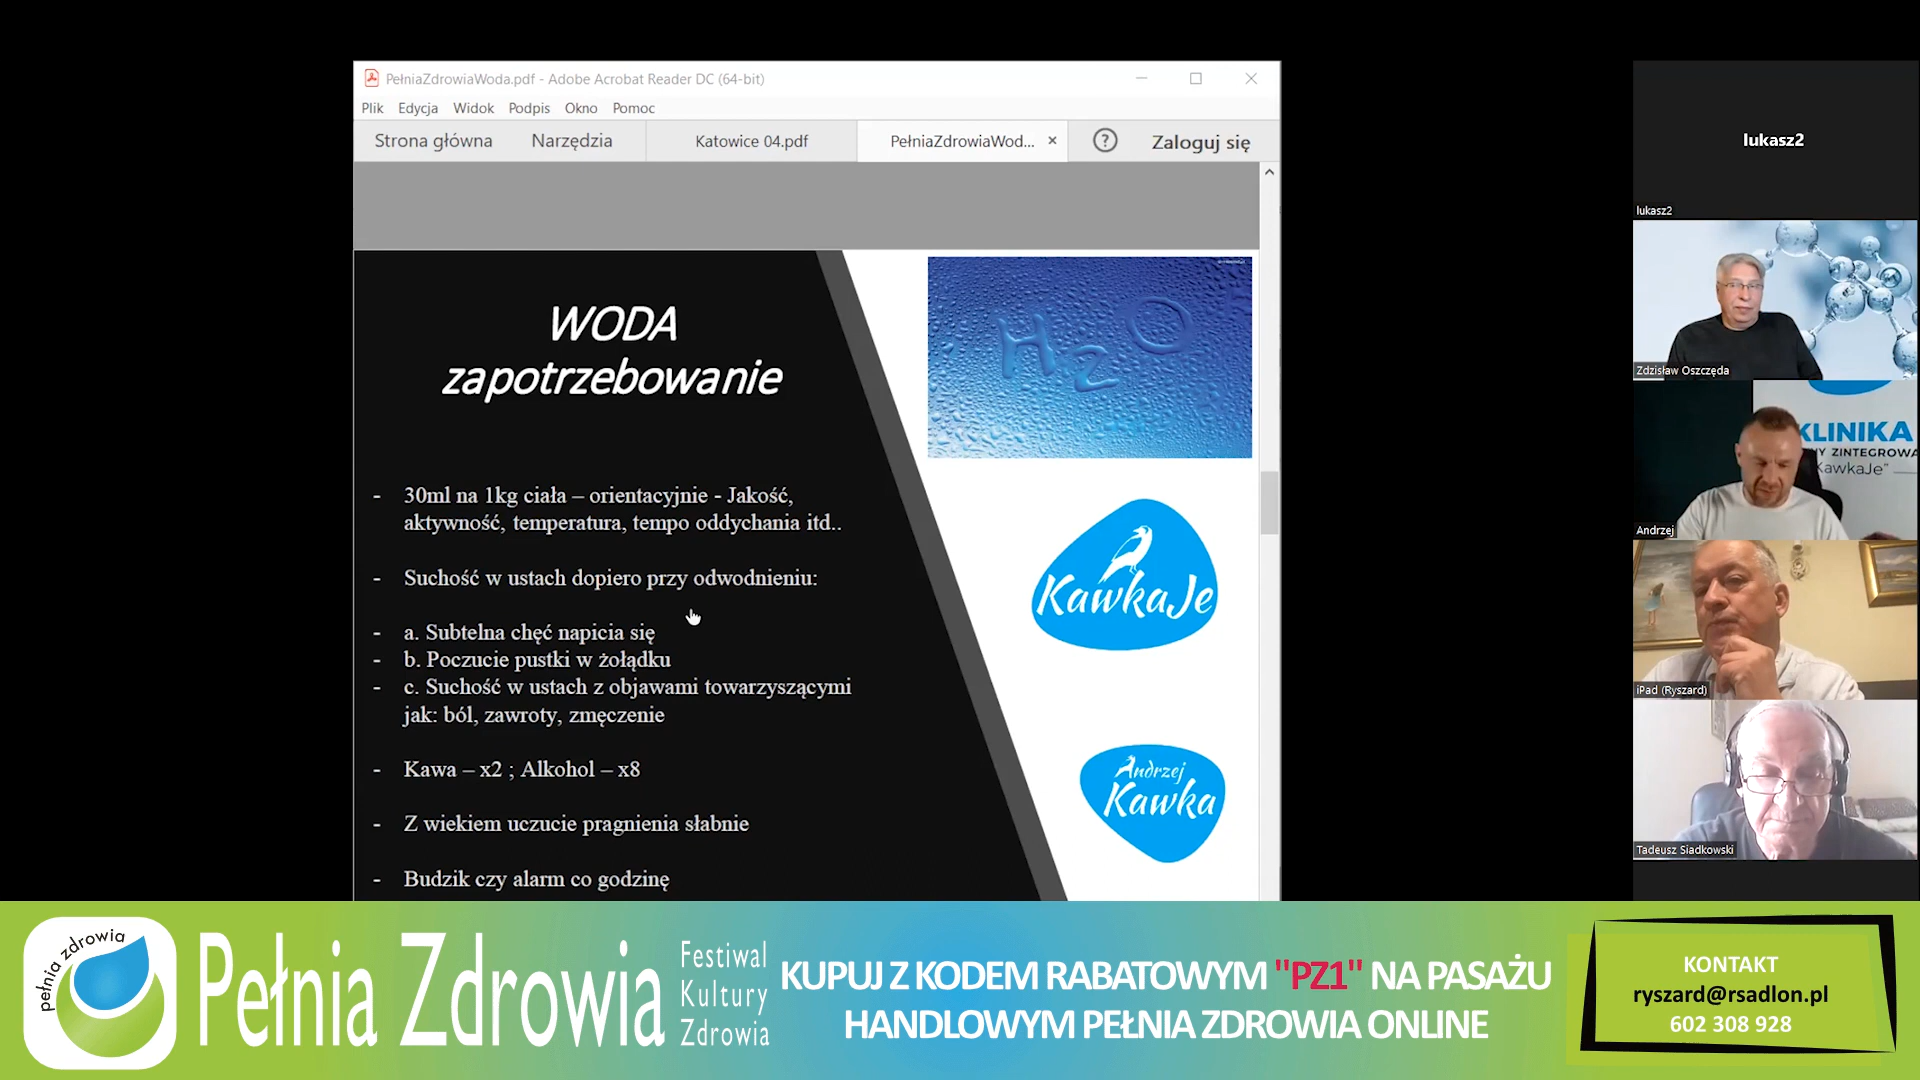 PełniaZdrowiaWoda.pdf - Adobe Acrobat Reader DC (64-bit)
Plik Edycja Widok Podpis Okno Pomoc
Strona główna Narzędzia Katowice 04.pdf PełniaZdrowiaWod... × ? Zaloguj się
WODA
zapotrzebowanie
H2O
- 30ml na 1kg ciała – orientacyjnie - Jakość,
aktywność, temperatura, tempo oddychania itd..
- Suchość w ustach dopiero przy odwodnieniu:
- a. Subtelna chęć napicia się
- b. Poczucie pustki w żołądku
- c. Suchość w ustach z objawami towarzyszącymi
jak: ból, zawroty, zmęczenie
- Kawa – x2 ; Alkohol – x8
- Z wiekiem uczucie pragnienia słabnie
- Budzik czy alarm co godzinę
KawkaJe
Andrzej
Kawka
lukasz2
lukasz2
Zdzisław Oszczęda
KLINIKA
NY ZINTEGROWA
KawkaJe"
Andrzej
iPad (Ryszard)
Tadeusz Siadkowski
pełnia zdrowia
Pełnia Zdrowia
Festiwal
Kultury
Zdrowia
KUPUJ Z KODEM RABATOWYM "PZ1" NA PASAŻU
HANDLOWYM PEŁNIA ZDROWIA ONLINE
KONTAKT
ryszard@rsadlon.pl
602 308 928